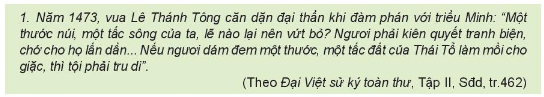 1. Năm 1473, vua Lê Thánh Tông căn dặn đại thần khi đàm phán với triều Minh: “Một
thước núi, một tấc sông của ta, lẽ nào lại nên vứt bỏ? Ngươi phải kiên quyết tranh biện,
chớ cho họ lấn dần... Nếu ngươi dám đem một thước, một tấc đất của Thái Tổ làm mồi cho
giặc, thì tội phải tru di”.
(Theo Đại Việt sử ký toàn thư, Tập II, Sđd, tr.462)